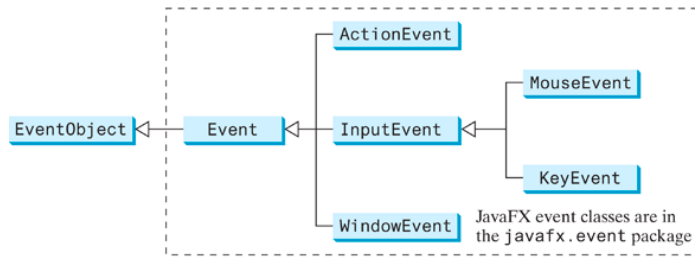 ActionEvent
MouseEvent
EventObject
Event
InputEvent
KeyEvent
WindowEvent
JavaFX event classes are in
the javafx.event package